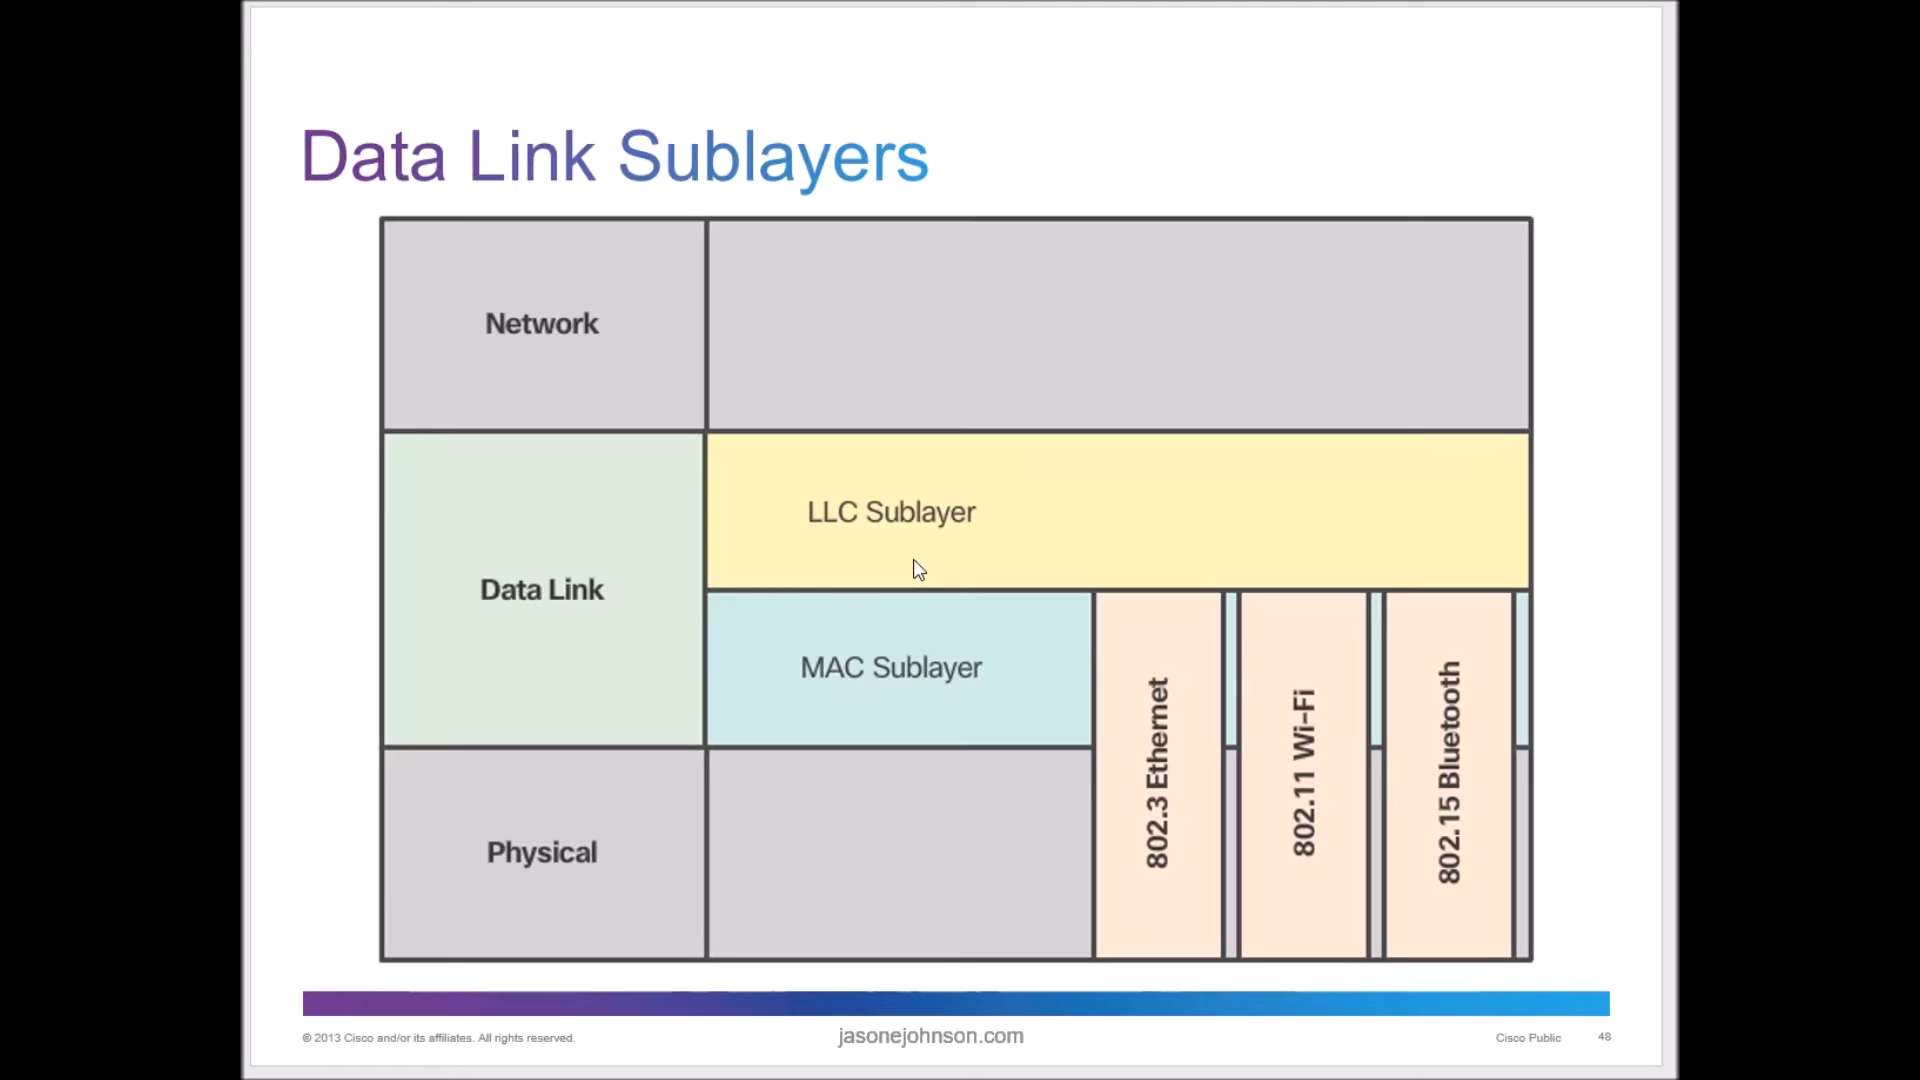 Data Link Sublayers
Network
LLC Sublayer
Data Link
MAC Sublayer
802.3 Ethernet
802.11 Wi-Fi
802.15 Bluetooth
Physical
© 2013 Cisco and/or its affiliates. All rights reserved.
jasonejohnson.com
Cisco Public
48